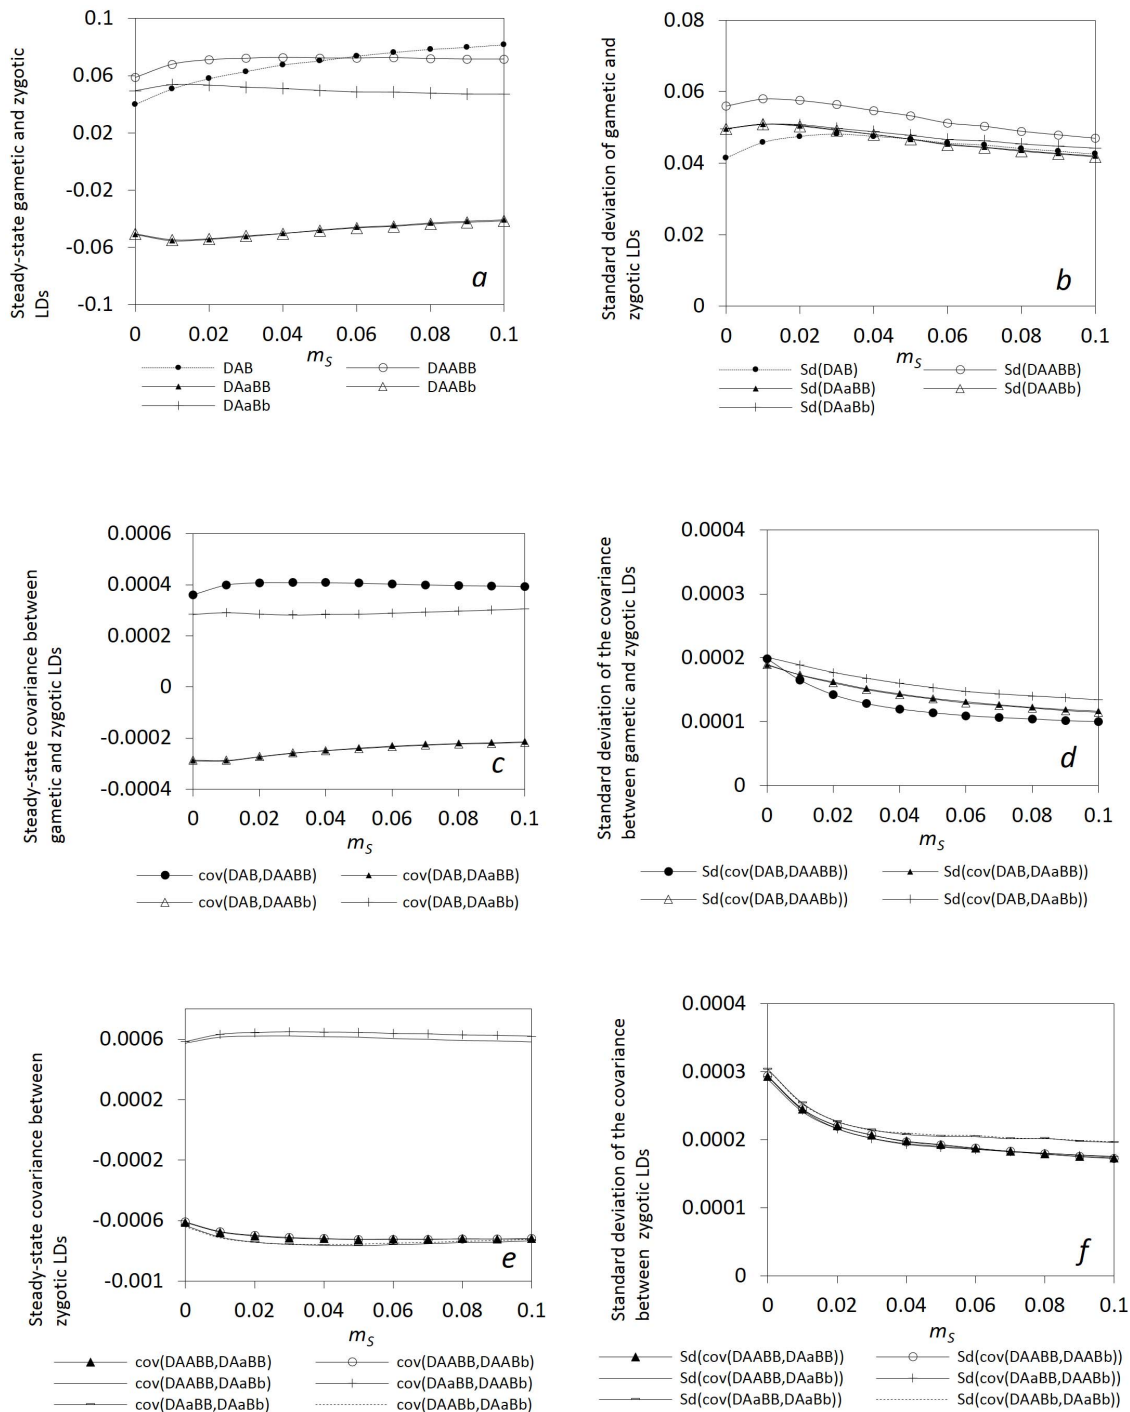 Steady-state gametic and zygotic
LDs
0.1
0.06
0.02
-0.02
-0.06
-0.1
a
0 0.02 0.04 0.06 0.08 0.1
mS
DAB DAABB
DAaBB DAABb
DAaBb
Standard deviation of gametic and
zygotic LDs
0.08
0.06
0.04
0.02
0
b
0 0.02 0.04 0.06 0.08 0.1
mS
Sd(DAB) Sd(DAABB)
Sd(DAaBB) Sd(DAABb)
Sd(DAaBb)
Steady-state covariance between
gametic and zygotic LDs
0.0006
0.0004
0.0002
0
-0.0002
-0.0004
c
0 0.02 0.04 0.06 0.08 0.1
mS
cov(DAB,DAABB) cov(DAB,DAaBB)
cov(DAB,DAABb) cov(DAB,DAaBb)
Standard deviation of the covariance
between gametic and zygotic LDs
0.0004
0.0003
0.0002
0.0001
0
d
0 0.02 0.04 0.06 0.08 0.1
mS
Sd(cov(DAB,DAABB)) Sd(cov(DAB,DAaBB))
Sd(cov(DAB,DAABb)) Sd(cov(DAB,DAaBb))
Steady-state covariance between
zygotic LDs
0.0006
0.0002
-0.0002
-0.0006
-0.001
e
0 0.02 0.04 0.06 0.08 0.1
mS
cov(DAABB,DAaBB) cov(DAABB,DAABb)
cov(DAABB,DAaBb) cov(DAaBB,DAABb)
cov(DAaBB,DAaBb) cov(DAABb,DAaBb)
Standard deviation of the covariance
between zygotic LDs
0.0004
0.0003
0.0002
0.0001
0
f
0 0.02 0.04 0.06 0.08 0.1
mS
Sd(cov(DAABB,DAaBB)) Sd(cov(DAABB,DAABb))
Sd(cov(DAABB,DAaBb)) Sd(cov(DAaBB,DAABb))
Sd(cov(DAaBB,DAaBb)) Sd(cov(DAABb,DAaBb))